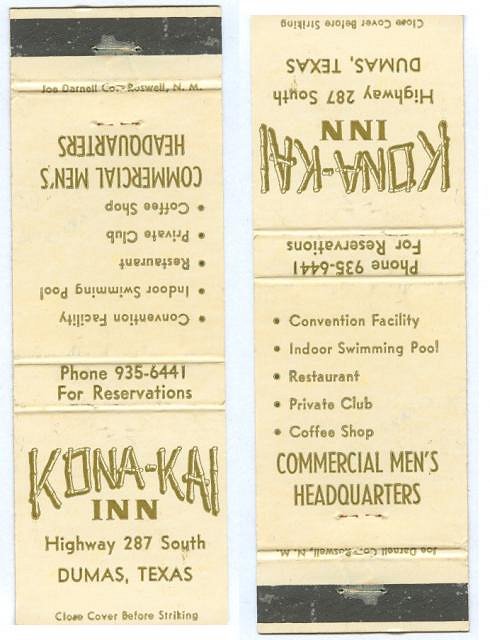 Joe Darnell Co. - Roswell, N. M.
COMMERCIAL MEN'S
HEADQUARTERS
• Coffee Shop
• Private Club
• Restaurant
• Indoor Swimming Pool
• Convention Facility
Phone 935-6441
For Reservations
KONA-KAI
INN
Highway 287 South
DUMAS, TEXAS
Close Cover Before Striking
Close Cover Before Striking
DUMAS, TEXAS
Highway 287 South
INN
KONA-KAI
For Reservations
Phone 935-6441
• Convention Facility
• Indoor Swimming Pool
• Restaurant
• Private Club
• Coffee Shop
COMMERCIAL MEN'S
HEADQUARTERS
Joe Darnell Co. - Roswell, N. M.